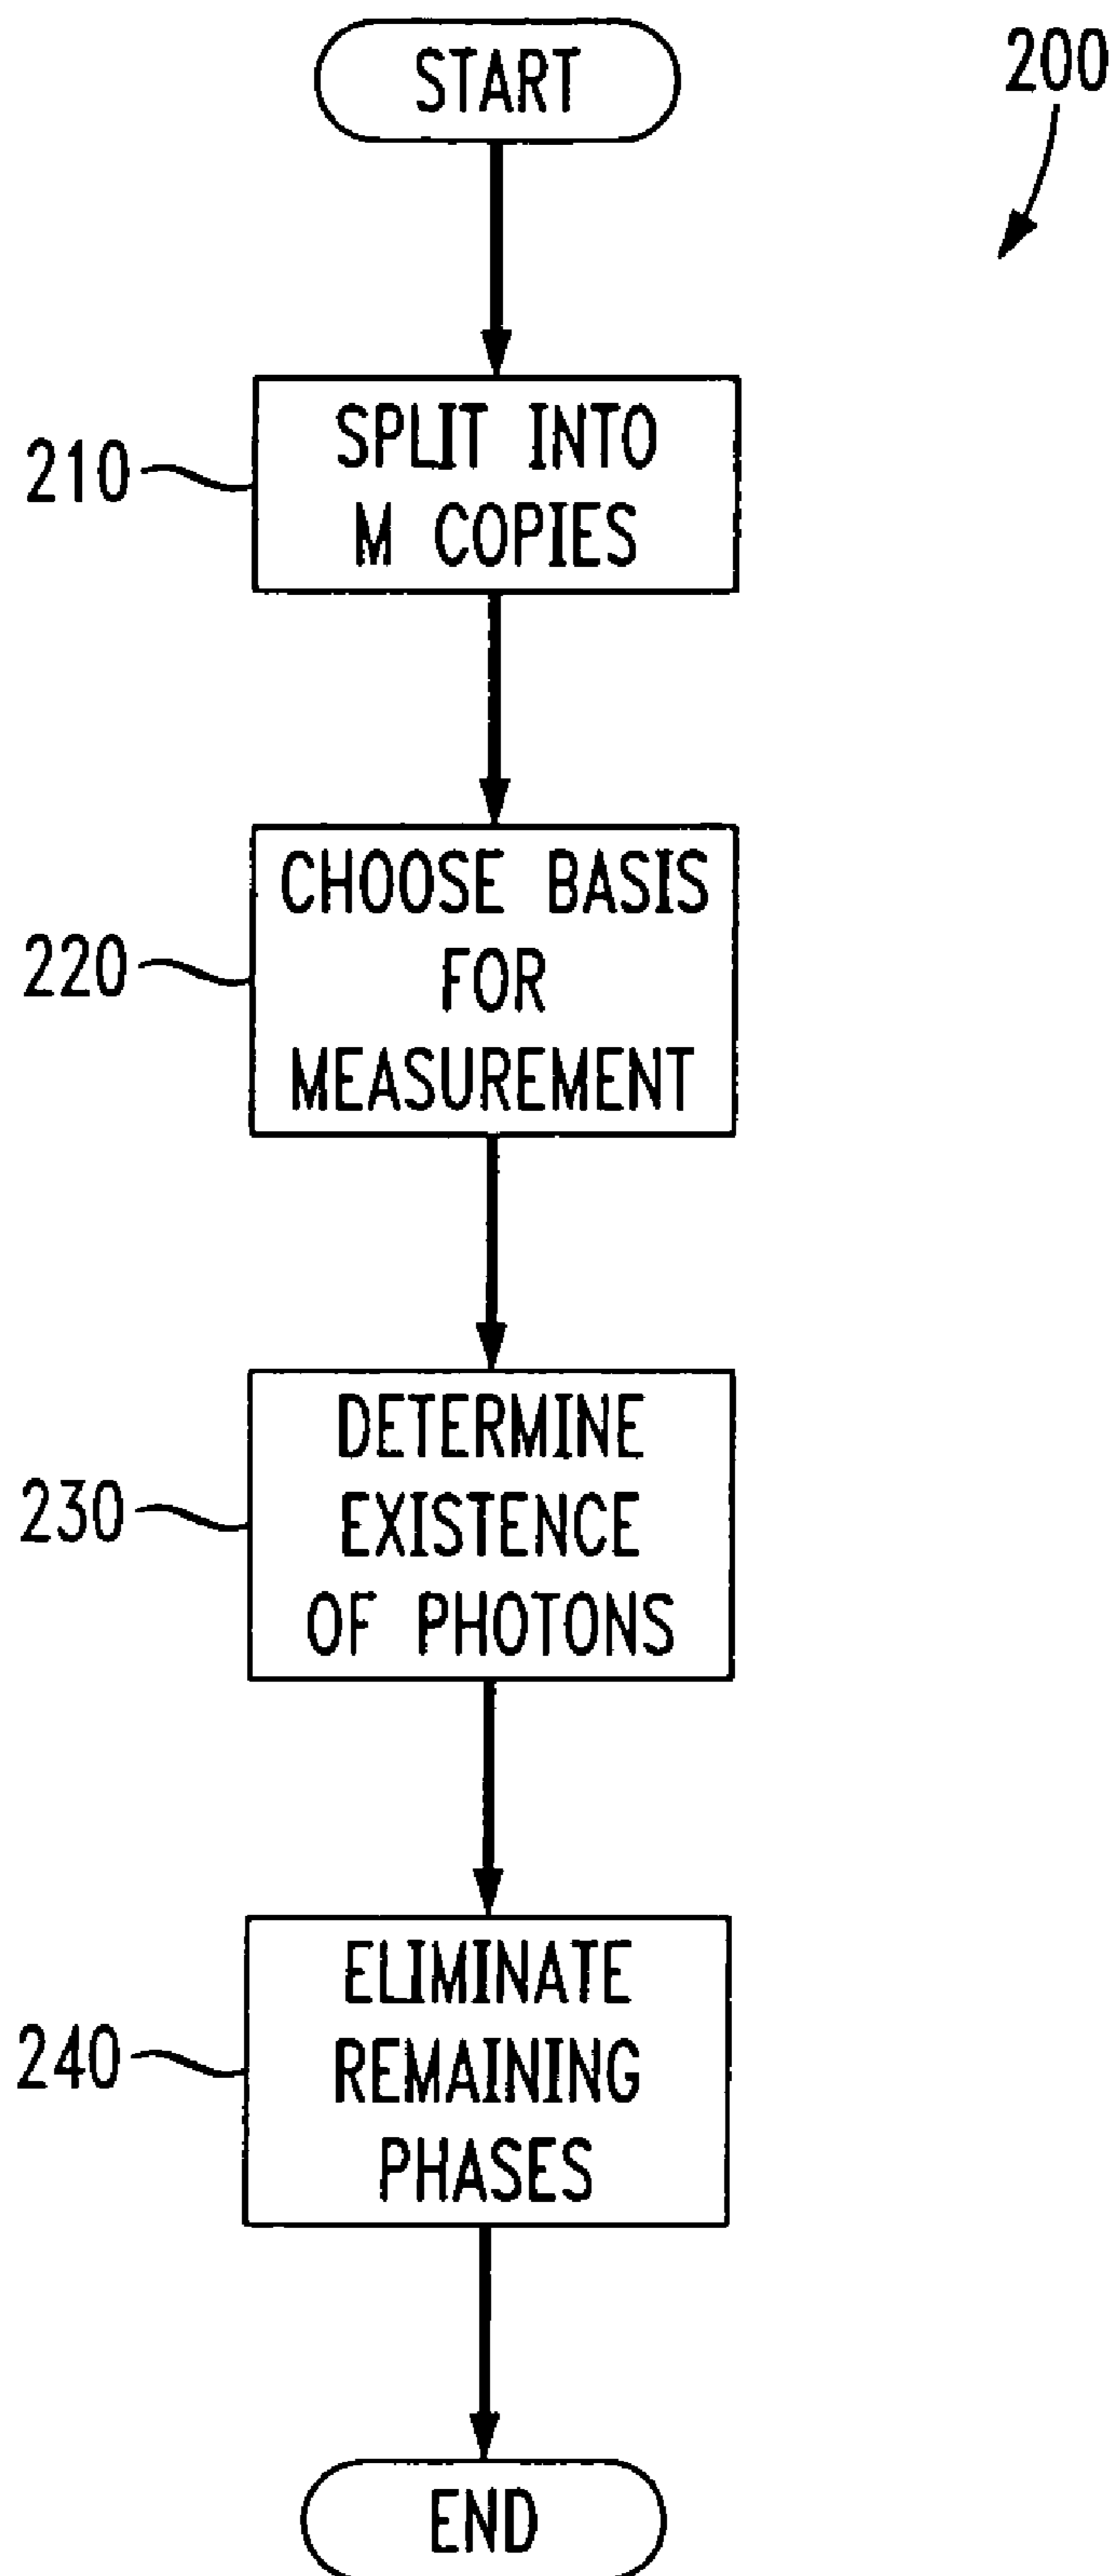 START
200
210
SPLIT INTO
M COPIES
220
CHOOSE BASIS
FOR
MEASUREMENT
230
DETERMINE
EXISTENCE
OF PHOTONS
240
ELIMINATE
REMAINING
PHASES
END